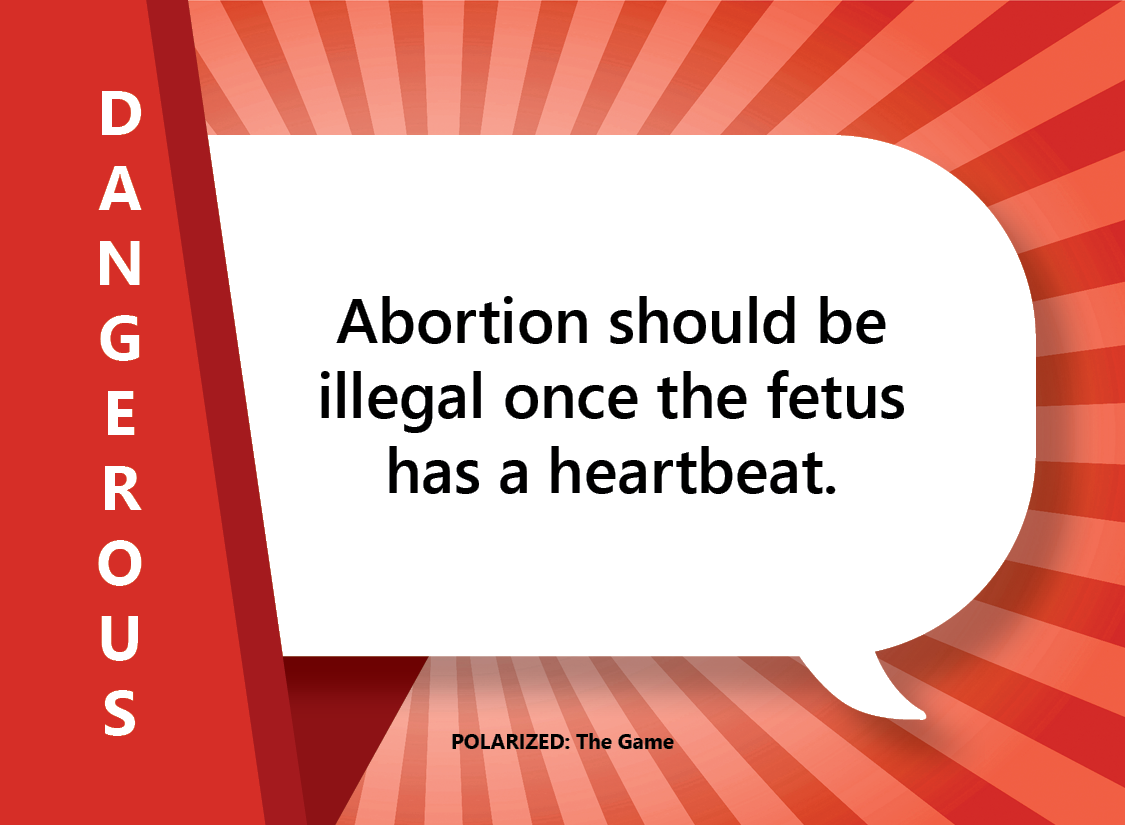 DANGEROUS
Abortion should be
illegal once the fetus
has a heartbeat.
POLARIZED: The Game